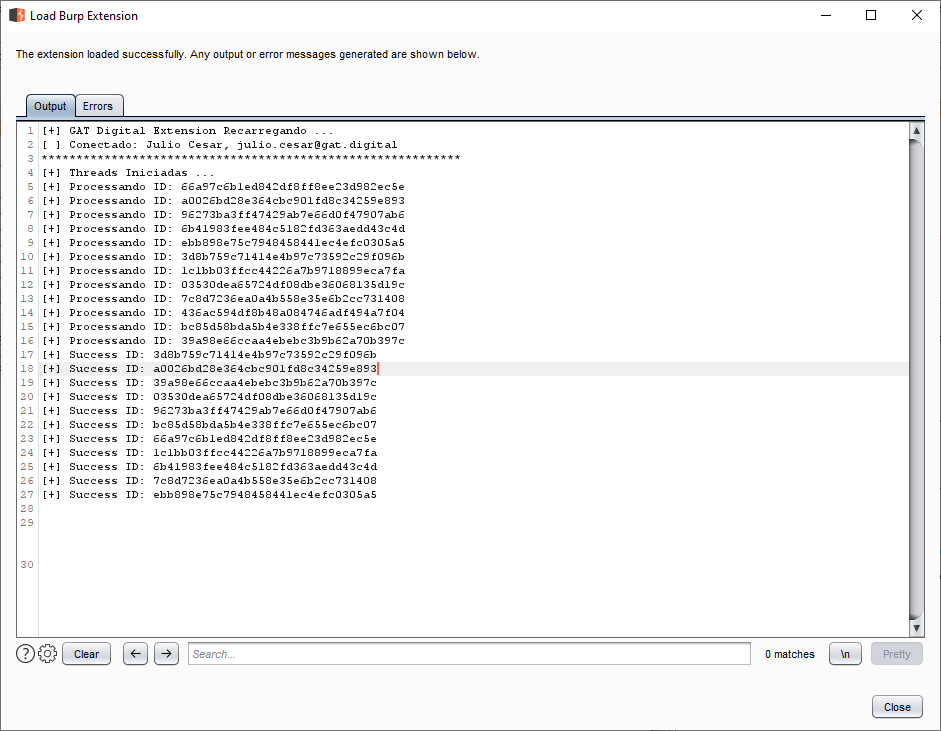 Load Burp Extension
The extension loaded successfully. Any output or error messages generated are shown below.
Output Errors
1 [+] GAT Digital Extension Recarregando ...
2 [ ] Conectado: Julio Cesar, julio.cesar@gat.digital
3 ************************************************************
4 [+] Threads Iniciadas ...
5 [+] Processando ID: 66a97c6b1ed842df8ff8ee23d982ec5e
6 [+] Processando ID: a0026bd28e364cbc901fd8c34259e893
7 [+] Processando ID: 96273ba3ff47429ab7e66d0f47907ab6
8 [+] Processando ID: 6b41983fee484c5182fd363aedd43c4d
9 [+] Processando ID: ebb898e75c7948458441ec4efc0305a5
10 [+] Processando ID: 3d8b759c71414e4b97c73592c29f096b
11 [+] Processando ID: 1c1bb03ffcc44226a7b9718899eca7fa
12 [+] Processando ID: 03530dea65724df08dbe36068135d19c
13 [+] Processando ID: 7c8d7236ea0a4b558e35e6b2cc731408
14 [+] Processando ID: 436ac594df8b48a084746adf494a7f04
15 [+] Processando ID: bc85d58bda5b4e338ffc7e655ec6bc07
16 [+] Processando ID: 39a98e66ccaa4ebebc3b9b62a70b397c
17 [+] Success ID: 3d8b759c71414e4b97c73592c29f096b
18 [+] Success ID: a0026bd28e364cbc901fd8c34259e893
19 [+] Success ID: 39a98e66ccaa4ebebc3b9b62a70b397c
20 [+] Success ID: 03530dea65724df08dbe36068135d19c
21 [+] Success ID: 96273ba3ff47429ab7e66d0f47907ab6
22 [+] Success ID: bc85d58bda5b4e338ffc7e655ec6bc07
23 [+] Success ID: 66a97c6b1ed842df8ff8ee23d982ec5e
24 [+] Success ID: 1c1bb03ffcc44226a7b9718899eca7fa
25 [+] Success ID: 6b41983fee484c5182fd363aedd43c4d
26 [+] Success ID: 7c8d7236ea0a4b558e35e6b2cc731408
27 [+] Success ID: ebb898e75c7948458441ec4efc0305a5
28
29
30
? Clear ← → Search... 0 matches \n Pretty
Close